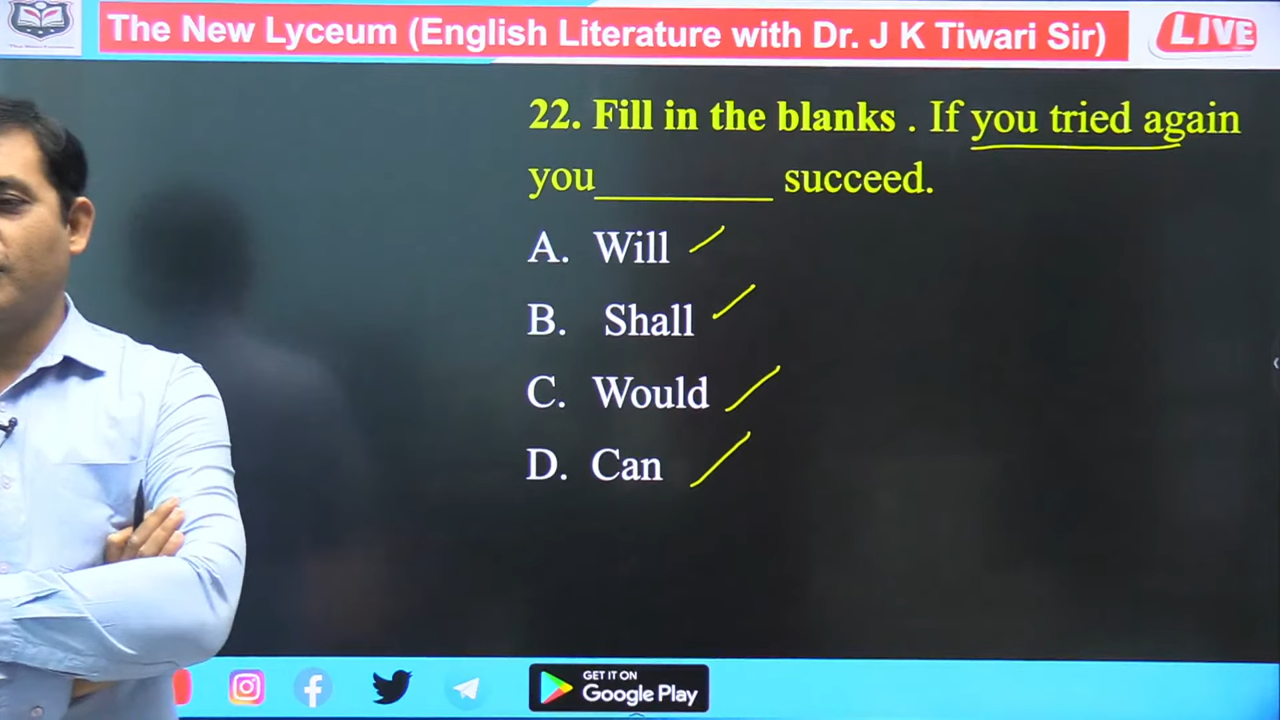 The New Lyceum (English Literature with Dr. J K Tiwari Sir)
LIVE
22. Fill in the blanks . If you tried again
you________ succeed.
A. Will
B. Shall
C. Would
D. Can
GET IT ON
Google Play